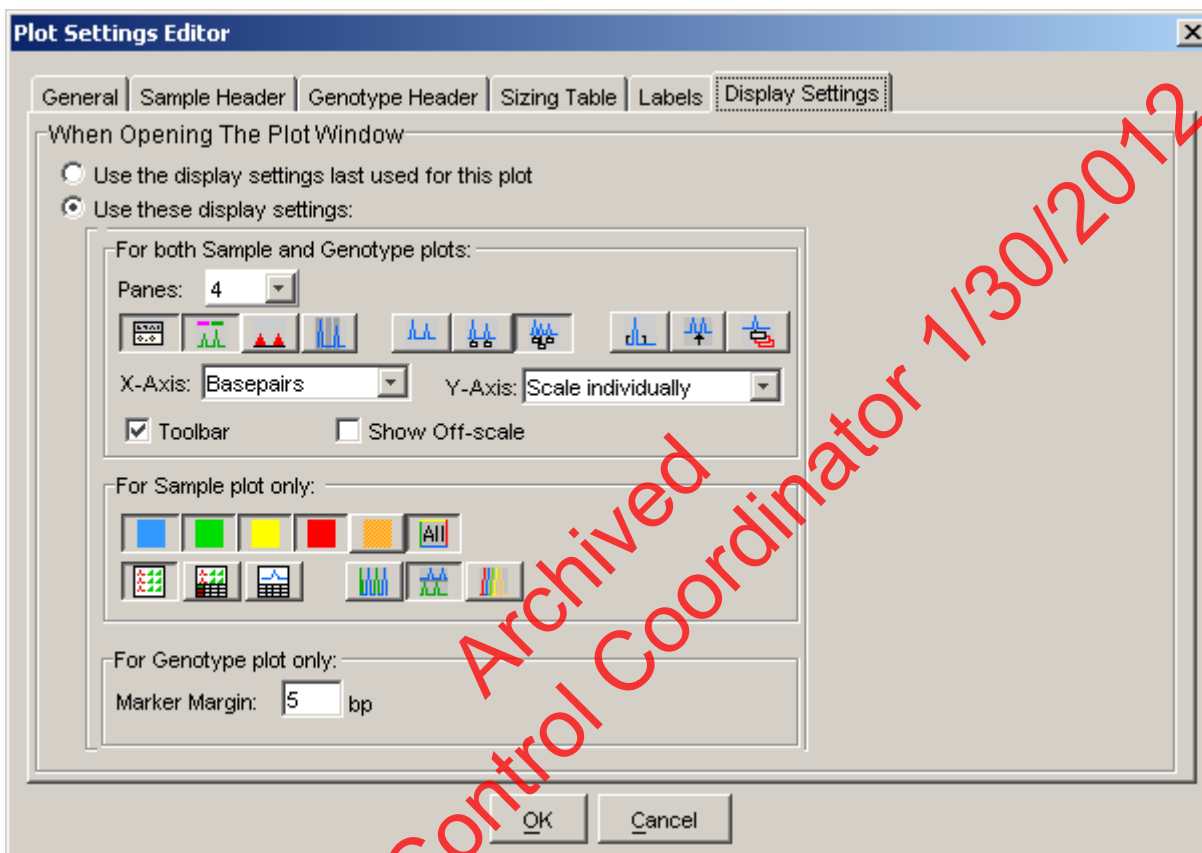 Plot Settings Editor
General Sample Header Genotype Header Sizing Table Labels Display Settings
When Opening The Plot Window
Use the display settings last used for this plot
Use these display settings:
For both Sample and Genotype plots:
Panes: 4
X-Axis: Basepairs Y-Axis: Scale individually
Toolbar Show Off-scale
For Sample plot only:
All
For Genotype plot only:
Marker Margin: 5 bp
OK Cancel
Archived
Control Coordinator 1/30/2012